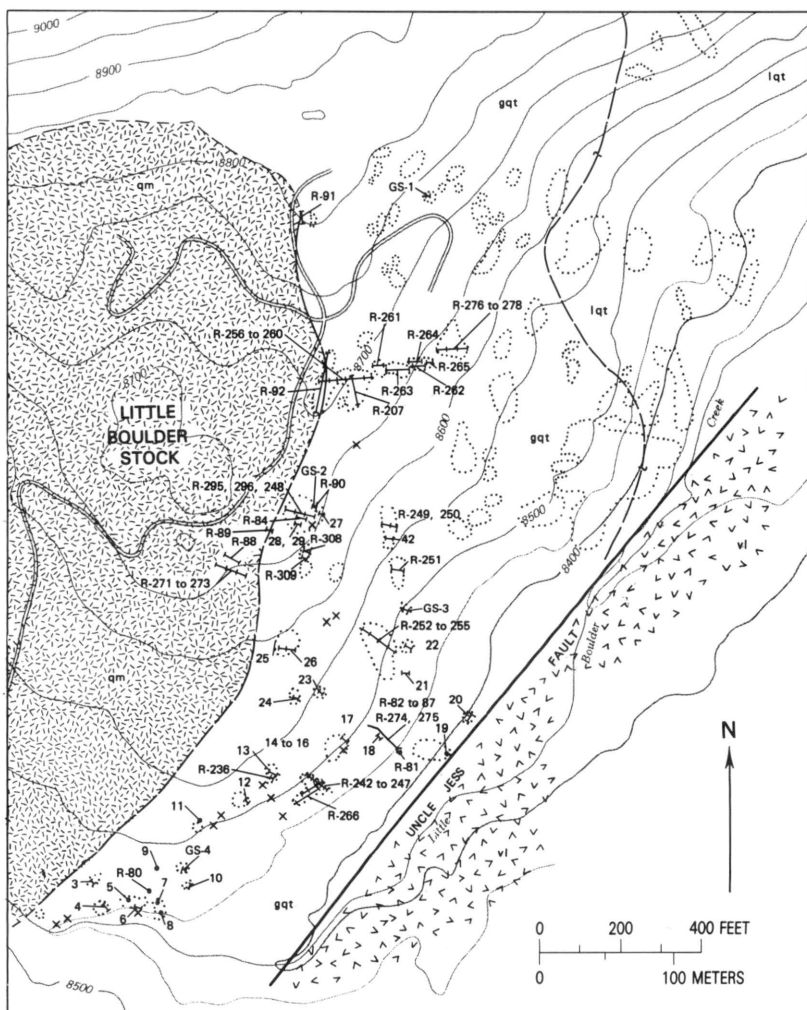 9000
8900
8800
qm
R-91
gqt
lqt
GS-1
R-276 to 278
R-261
R-264
lqt
R-256 to 260
8700
R-265
R-92
R-263
R-262
R-207
8700
LITTLE
BOULDER
STOCK
8600
gqt
Creek
GS-2
R-295, 296, 248
R-90
R-84
27
R-249, 250
8500
R-89
R-88
28, 29
R-308
42
8400
R-251
vl
R-309
R-271 to 273
GS-3
R-252 to 255
FAULT
Boulder
22
25
26
qm
21
23
24
R-82 to 87
R-274, 275
20
17
18
19
14 to 16
13
R-81
N
R-236
R-242 to 247
UNCLE JESS
12
Little
R-266
11
GS-4
9
vl
3
R-80
10
5
7
4
6
8
gqt
0 200 400 FEET
0 100 METERS
8500